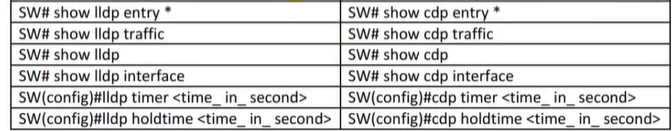 SW# show lldp entry * SW# show cdp entry *
SW# show lldp traffic SW# show cdp traffic
SW# show lldp SW# show cdp
SW# show lldp interface SW# show cdp interface
SW(config)#lldp timer <time_ in_ second> SW(config)#cdp timer <time_ in_ second>
SW(config)#lldp holdtime <time_ in_ second> SW(config)#cdp holdtime <time_ in_ second>